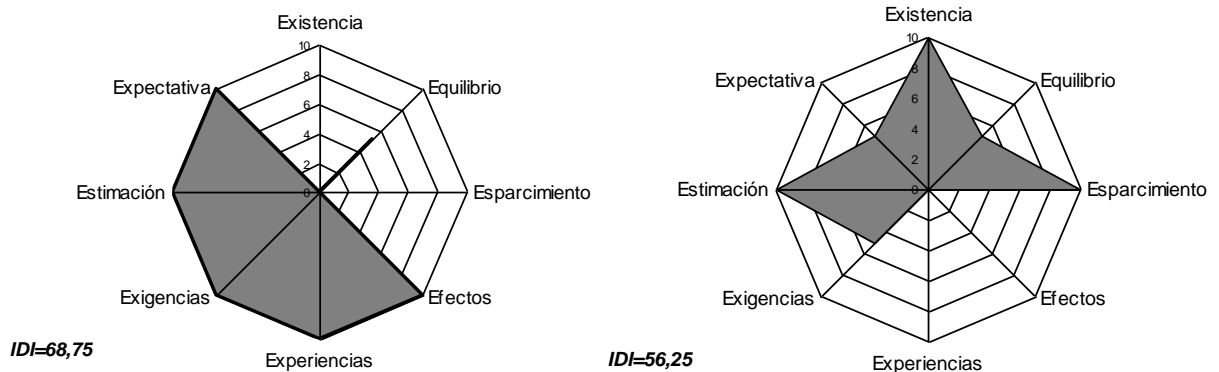 Existencia
10
8
6
4
2
0
Equilibrio
Esparcimiento
Efectos
Experiencias
Exigencias
Estimación
Expectativa
IDI=68,75
Existencia
10
8
6
4
2
0
Equilibrio
Esparcimiento
Efectos
Experiencias
Exigencias
Estimación
Expectativa
IDI=56,25